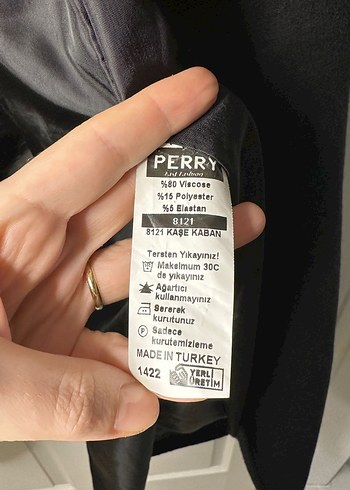 PERRY
%80 Viscose
%15 Polyester
%5 Elastan
8121
8121 KAŞE KABAN
Tersten Yıkayınız!
Makslmum 30C
de yıkayınız
Ağartıcı
kullanmayınız
Sererek
kurutunuz
P
Sadece
kurutemizleme
MADE IN TURKEY
1422
YERLİ
ÜRETİM